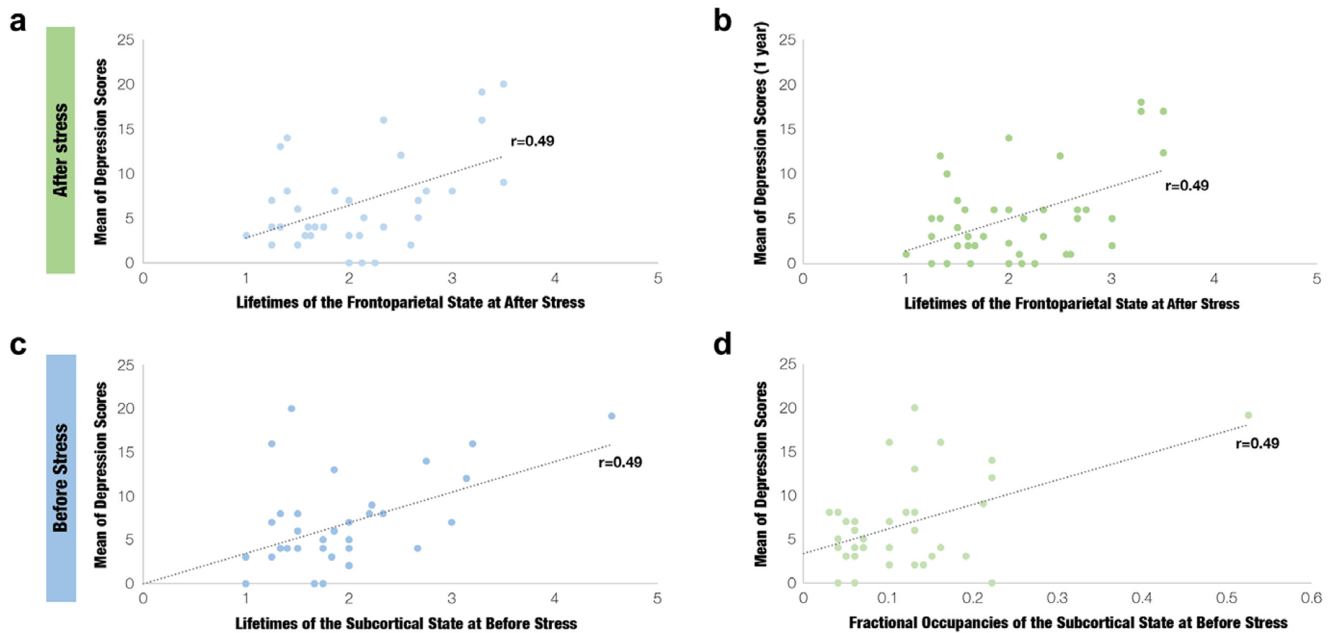 a
After stress
Mean of Depression Scores
25
20
15
10
5
0
0 1 2 3 4 5
r=0.49
Lifetimes of the Frontoparietal State at After Stress
b
Mean of Depression Scores (1 year)
25
20
15
10
5
0
0 1 2 3 4 5
r=0.49
Lifetimes of the Frontoparietal State at After Stress
c
Before Stress
Mean of Depression Scores
25
20
15
10
5
0
0 1 2 3 4 5
r=0.49
Lifetimes of the Subcortical State at Before Stress
d
Mean of Depression Scores
25
20
15
10
5
0
0 0.1 0.2 0.3 0.4 0.5 0.6
r=0.49
Fractional Occupancies of the Subcortical State at Before Stress